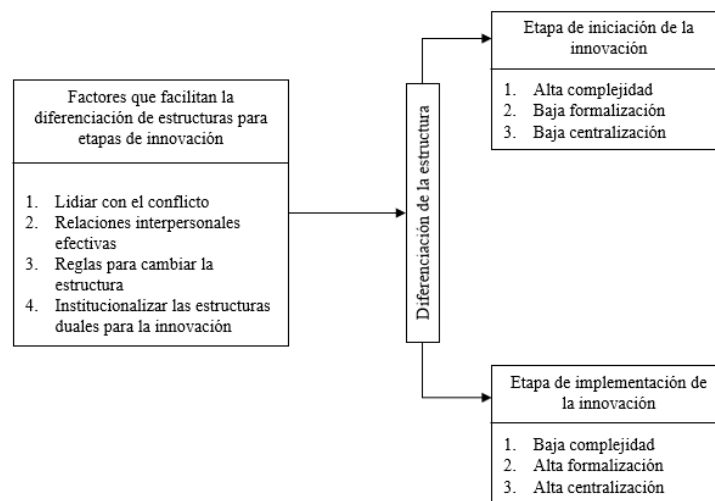 Factores que facilitan la
diferenciación de estructuras para
etapas de innovación
1. Lidiar con el conflicto
2. Relaciones interpersonales
efectivas
3. Reglas para cambiar la
estructura
4. Institucionalizar las estructuras
duales para la innovación
Diferenciación de la estructura
Etapa de iniciación de la
innovación
1. Alta complejidad
2. Baja formalización
3. Baja centralización
Etapa de implementación de
la innovación
1. Baja complejidad
2. Alta formalización
3. Alta centralización